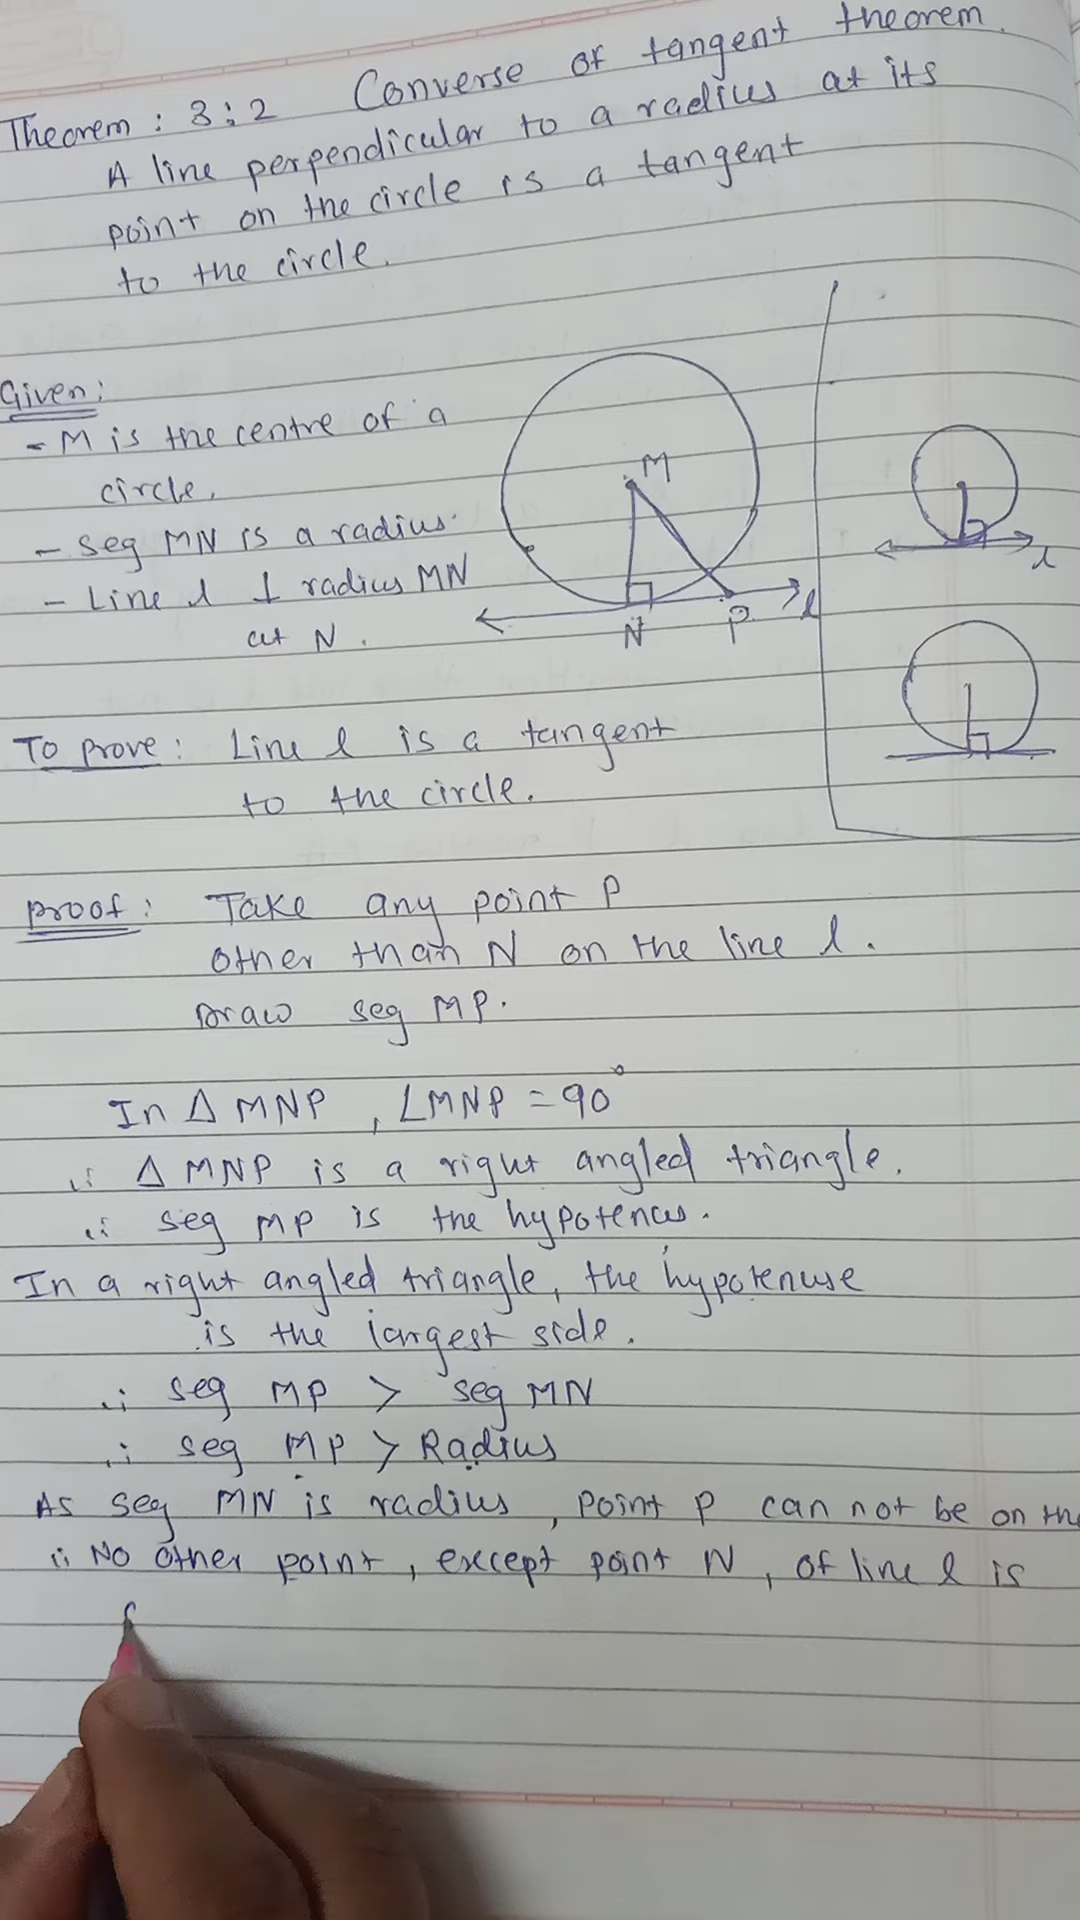 Theorem : 3:2 Converse of tangent theorem.
A line perpendicular to a radius at its
point on the circle is a tangent
to the circle.
Given:
- M is the centre of a
circle.
- seg MN is a radius.
- Line l ⊥ radius MN
at N.
M
N
P
l
l
To prove: Line l is a tangent
to the circle.
proof: Take any point P
other than N on the line l.
Draw seg MP.
In △ MNP, ∠MNP = 90°
∴ △ MNP is a right angled triangle.
∴ seg MP is the hypotenus.
In a right angled triangle, the hypotenuse
is the largest side.
∴ seg MP > seg MN
∴ seg MP > Radius
As seg MN is radius, point P can not be on the
∴ No other point, except point N, of line l is